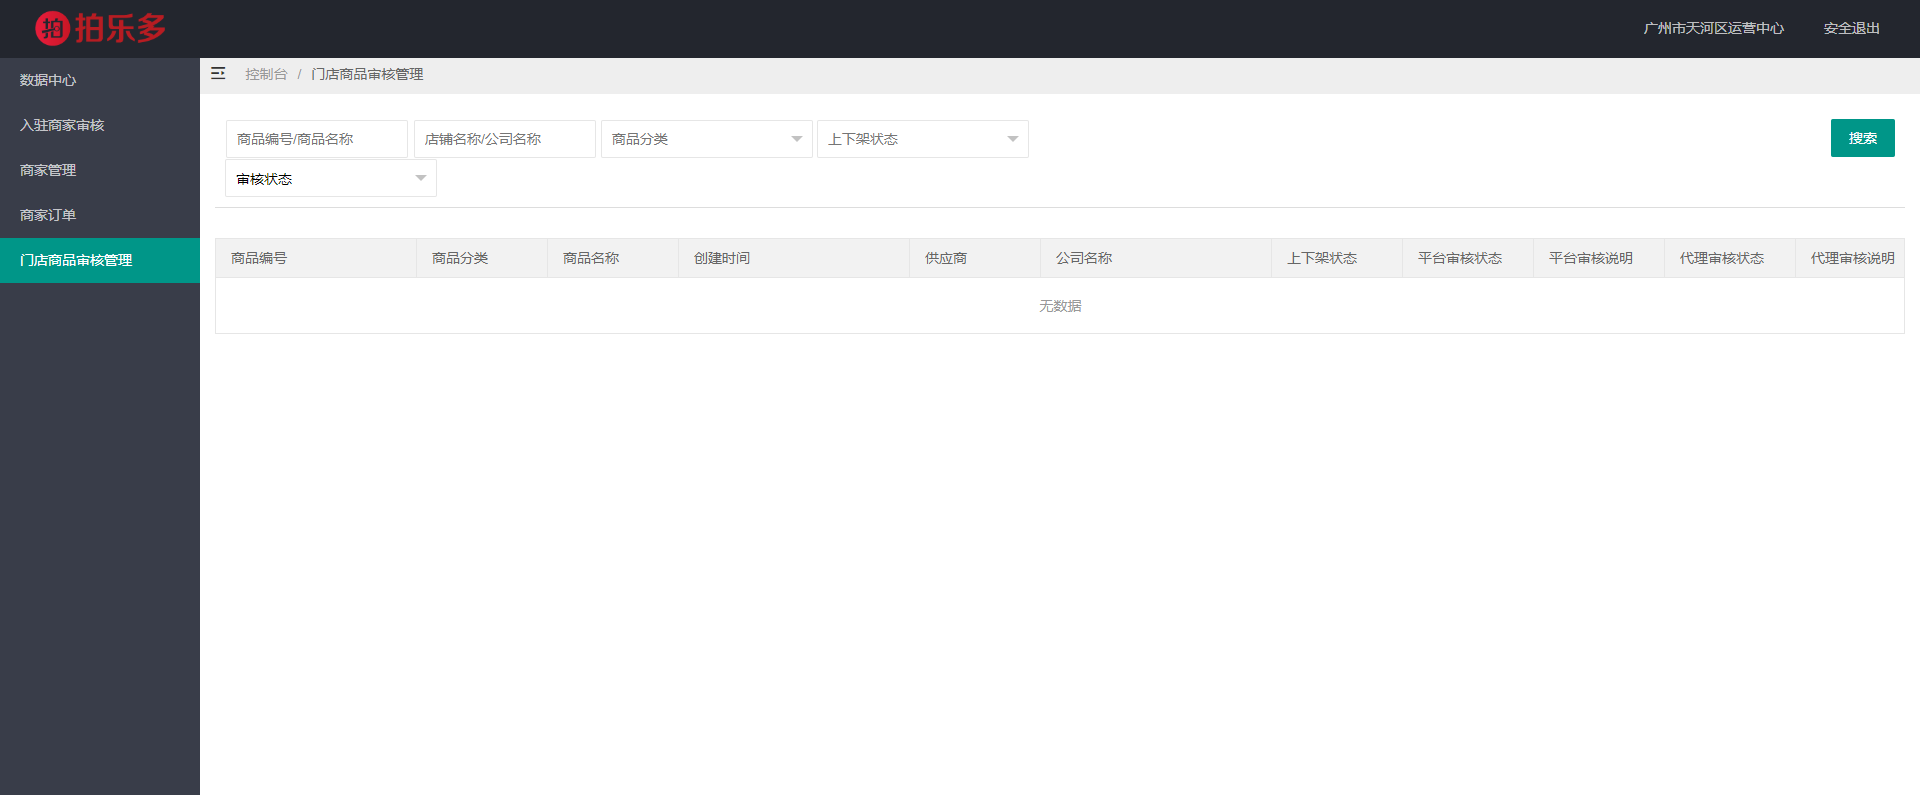 拍 拍乐多
广州市天河区运营中心 安全退出
数据中心
入驻商家审核
商家管理
商家订单
门店商品审核管理
控制台 / 门店商品审核管理
商品编号/商品名称 店铺名称/公司名称 商品分类 上下架状态 搜索
审核状态
商品编号 商品分类 商品名称 创建时间 供应商 公司名称 上下架状态 平台审核状态 平台审核说明 代理审核状态 代理审核说明
无数据